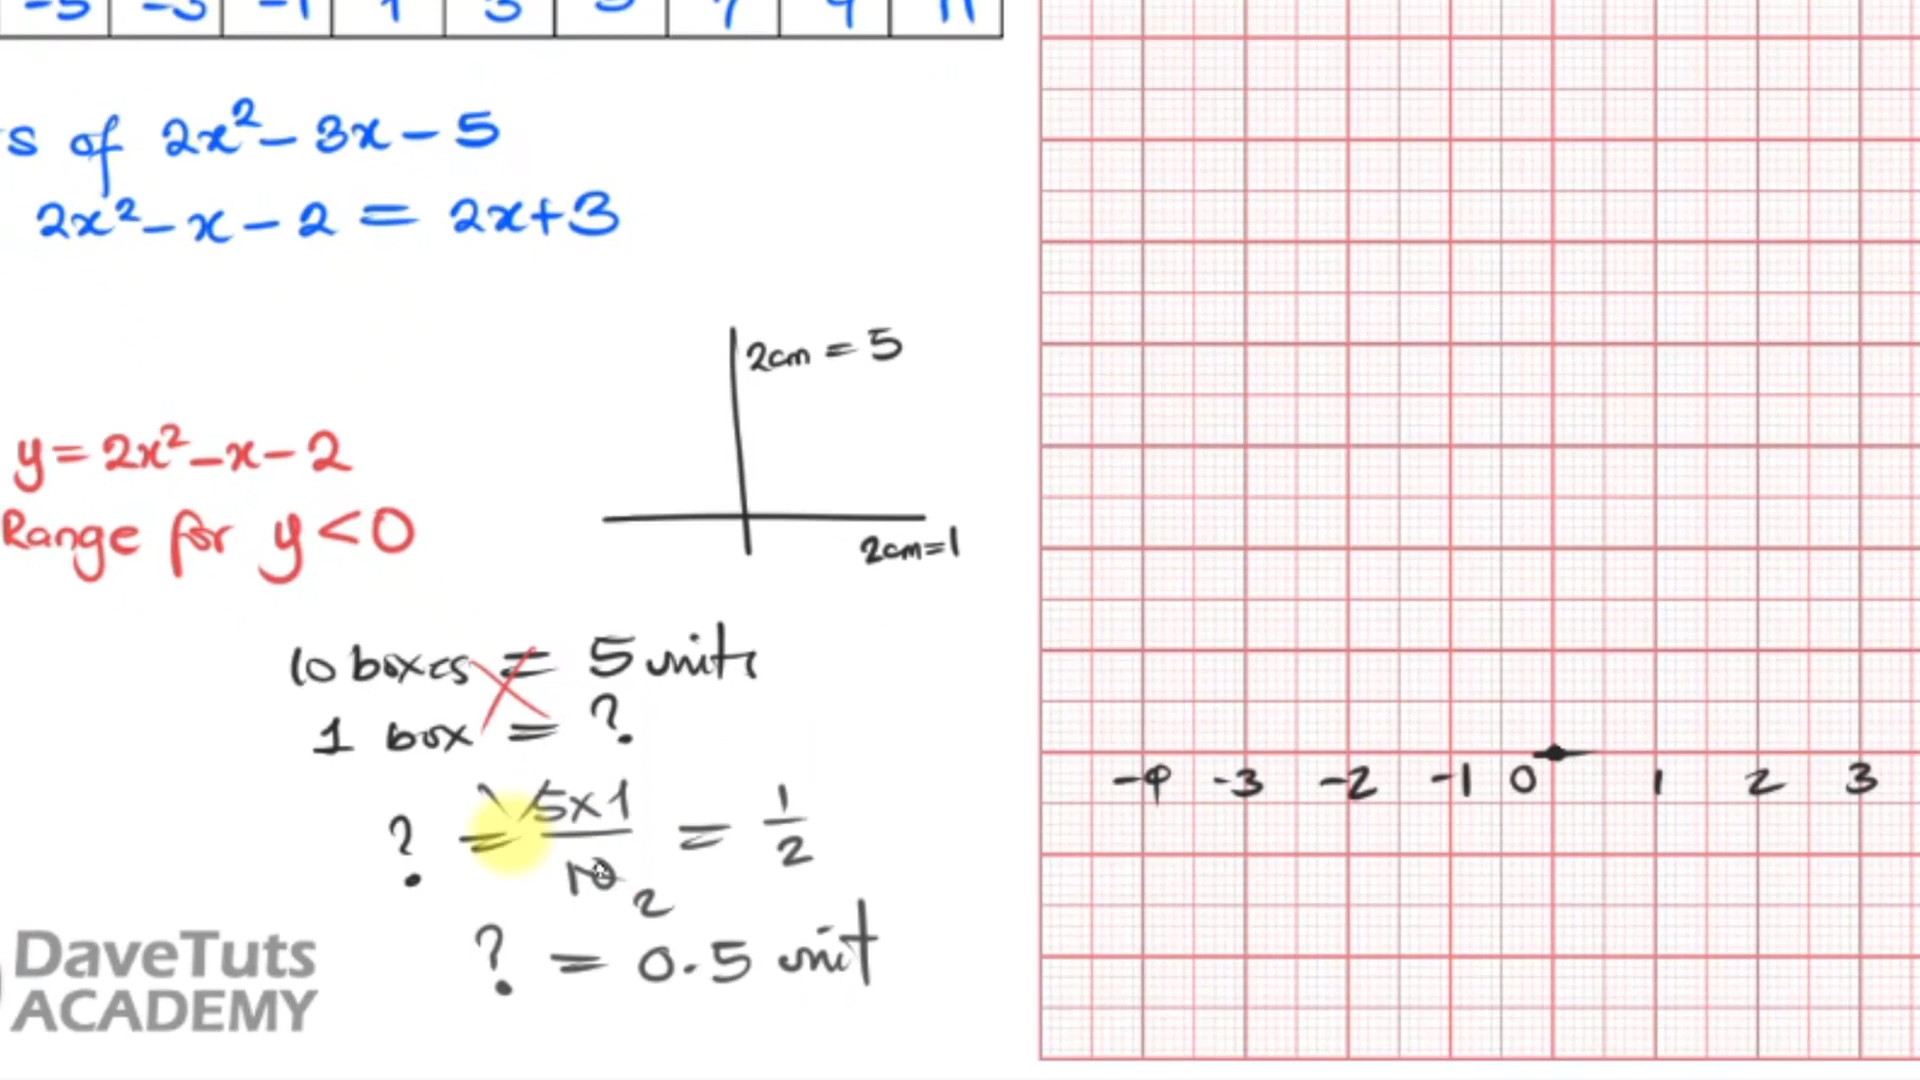 -5 -3 -1 1 3 5 7 9 11
s of 2x² - 3x - 5
2x² - x - 2 = 2x + 3
2cm = 5
y = 2x² - x - 2
Range for y < 0
2cm = 1
10 boxes = 5 units
1 box = ?
? = 5 x 1 / 10 2 = 1/2
? = 0.5 unit
DaveTuts
ACADEMY
-4 -3 -2 -1 0 1 2 3